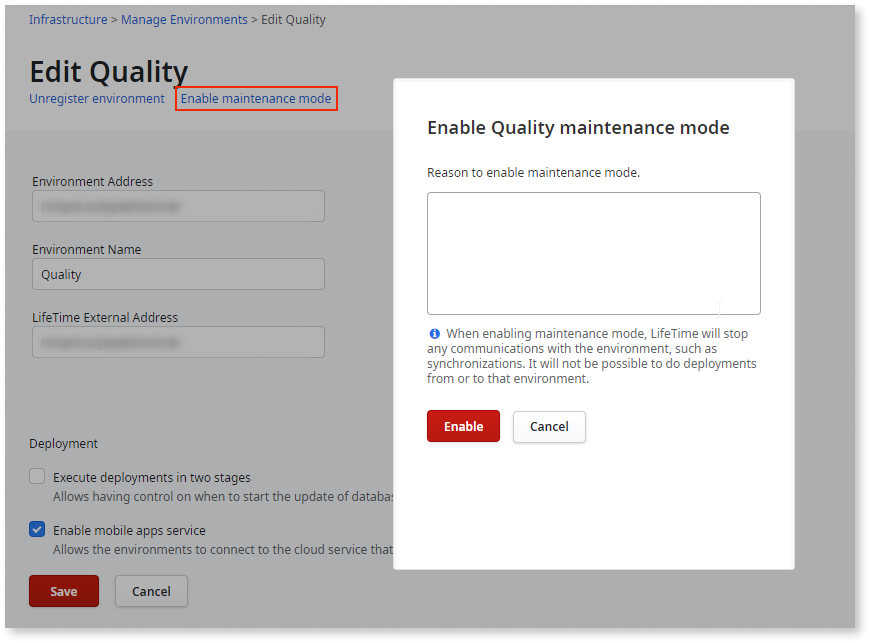 Infrastructure > Manage Environments > Edit Quality
Edit Quality
Unregister environment
Enable maintenance mode
Environment Address
Environment Name
Quality
LifeTime External Address
Deployment
Execute deployments in two stages
Allows having control on when to start the update of databas
Enable mobile apps service
Allows the environments to connect to the cloud service that
Save
Cancel
Enable Quality maintenance mode
Reason to enable maintenance mode.
When enabling maintenance mode, LifeTime will stop
any communications with the environment, such as
synchronizations. It will not be possible to do deployments
from or to that environment.
Enable
Cancel